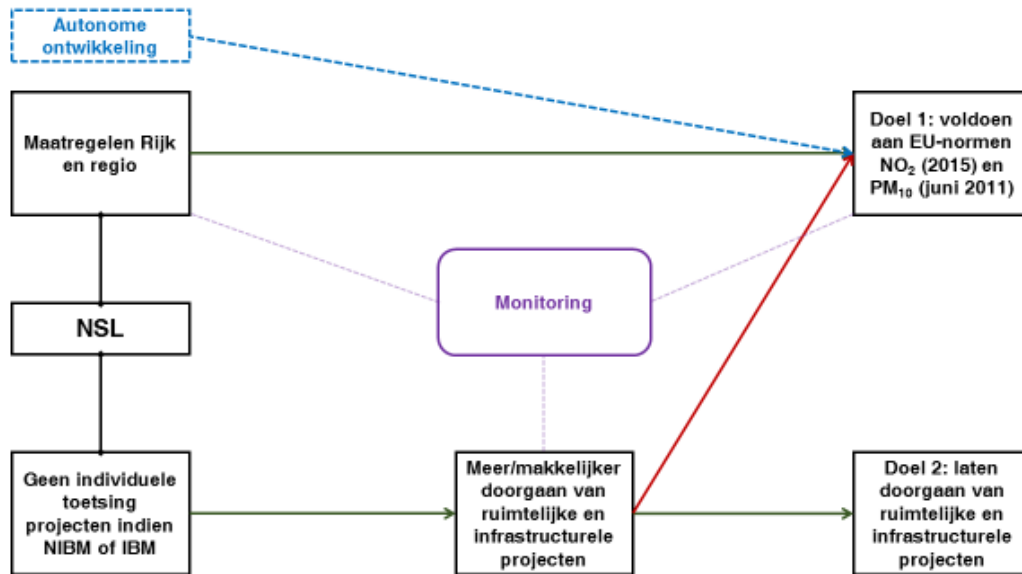 Autonome
ontwikkeling
Maatregelen Rijk
en regio
Doel 1: voldoen
aan EU-normen
NO₂ (2015) en
PM₁₀ (juni 2011)
Monitoring
NSL
Geen individuele
toetsing
projecten indien
NIBM of IBM
Meer/makkelijker
doorgaan van
ruimtelijke en
infrastructurele
projecten
Doel 2: laten
doorgaan van
ruimtelijke en
infrastructurele
projecten